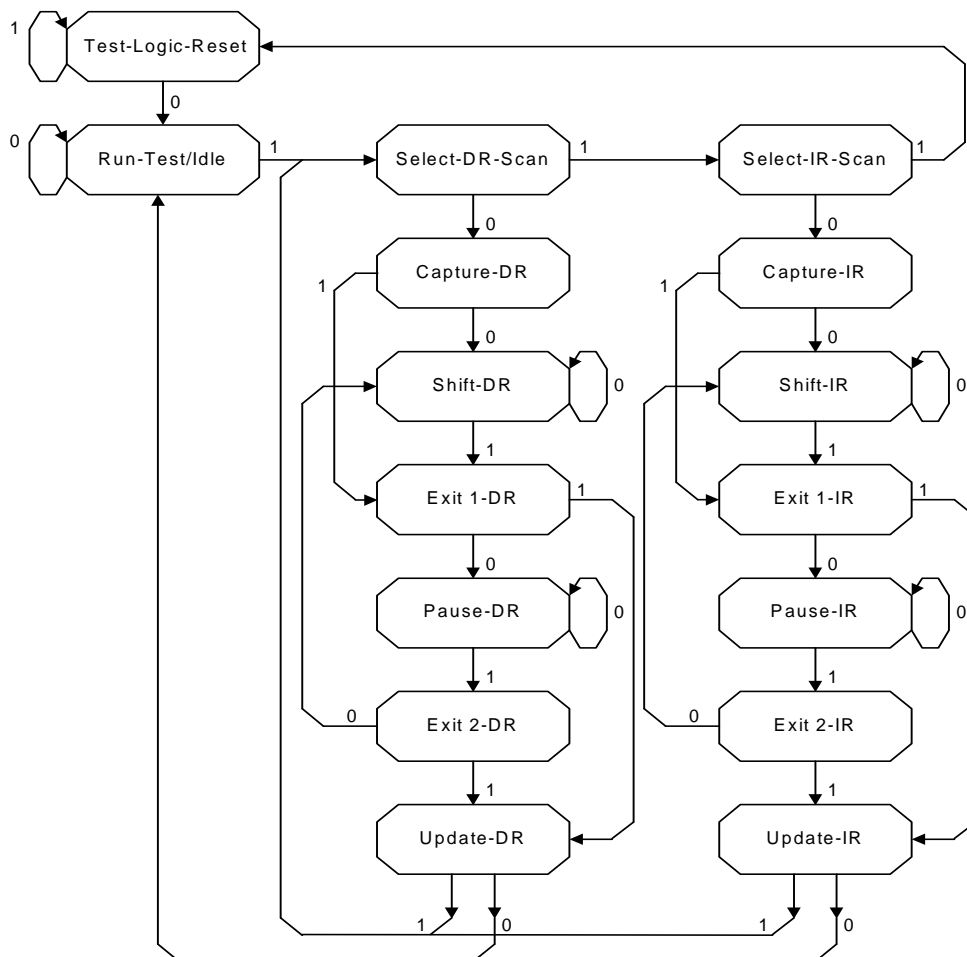 1
Test-Logic-Reset
0
0
Run-Test/Idle
1
Select-DR-Scan
1
Select-IR-Scan
1
0
0
Capture-DR
Capture-IR
1
1
0
0
Shift-DR
0
Shift-IR
0
1
1
Exit 1-DR
1
Exit 1-IR
1
0
0
Pause-DR
0
Pause-IR
0
1
1
0
Exit 2-DR
0
Exit 2-IR
1
1
Update-DR
Update-IR
1
0
1
0